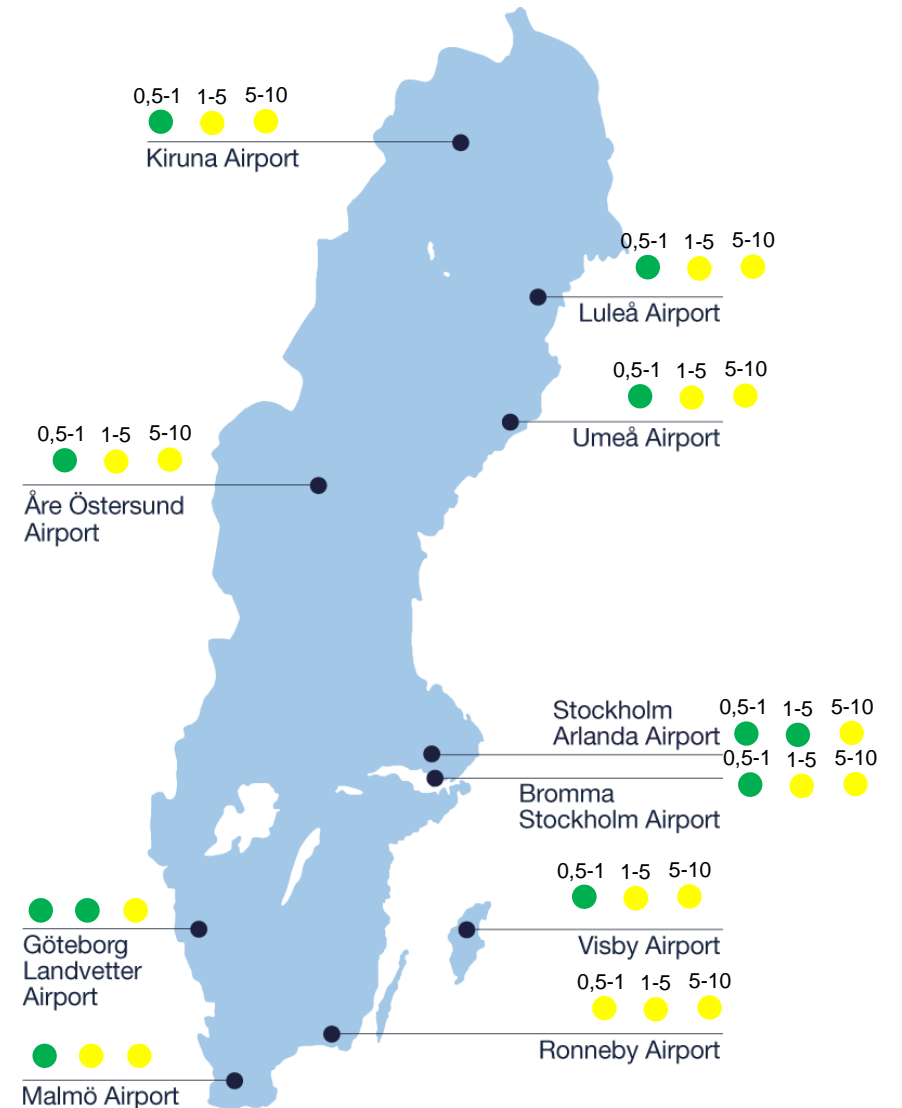 0,5-1 1-5 5-10
Kiruna Airport
0,5-1 1-5 5-10
Luleå Airport
0,5-1 1-5 5-10
Umeå Airport
0,5-1 1-5 5-10
Åre Östersund
Airport
Stockholm
Arlanda Airport
0,5-1 1-5 5-10
0,5-1 1-5 5-10
Bromma
Stockholm Airport
0,5-1 1-5 5-10
Visby Airport
Göteborg
Landvetter
Airport
0,5-1 1-5 5-10
Ronneby Airport
Malmö Airport